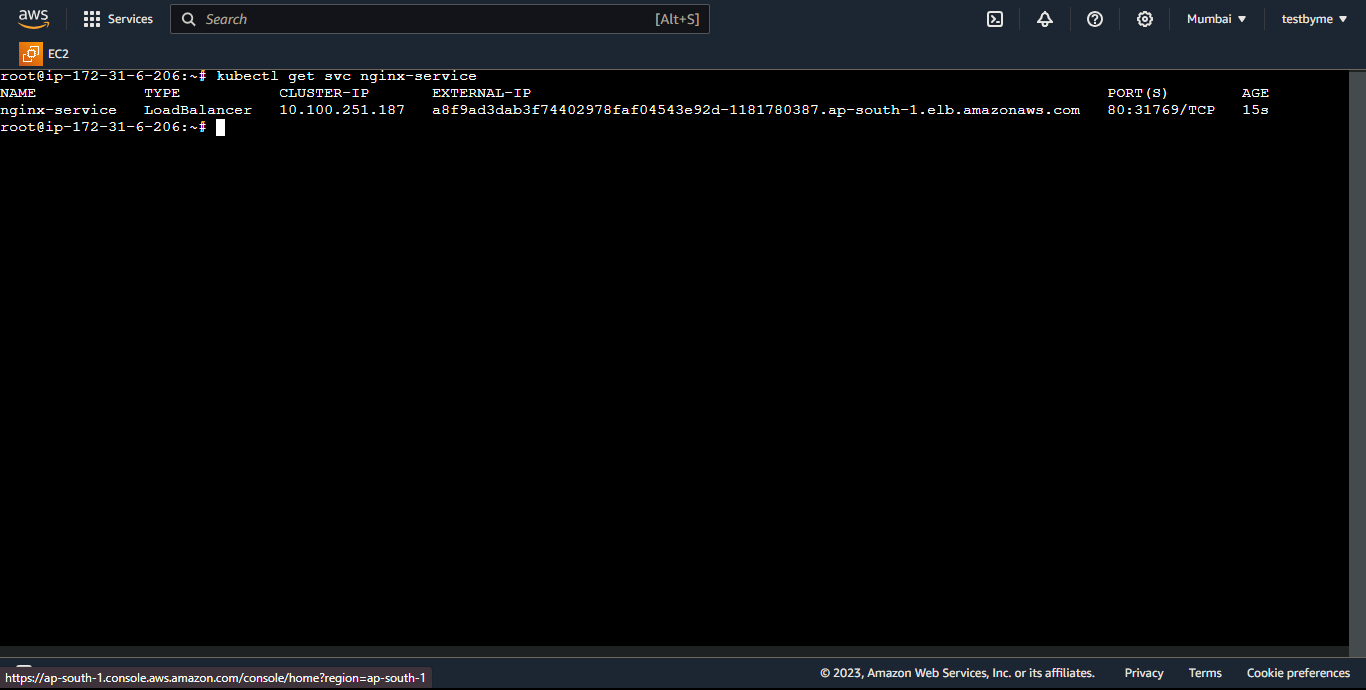 aws Services Search [Alt+S] Mumbai ▼ testbyme ▼
EC2
root@ip-172-31-6-206:~# kubectl get svc nginx-service
NAME TYPE CLUSTER-IP EXTERNAL-IP PORT(S) AGE
nginx-service LoadBalancer 10.100.251.187 a8f9ad3dab3f74402978faf04543e92d-1181780387.ap-south-1.elb.amazonaws.com 80:31769/TCP 15s
root@ip-172-31-6-206:~#
https://ap-south-1.console.aws.amazon.com/console/home?region=ap-south-1 © 2023, Amazon Web Services, Inc. or its affiliates. Privacy Terms Cookie preferences